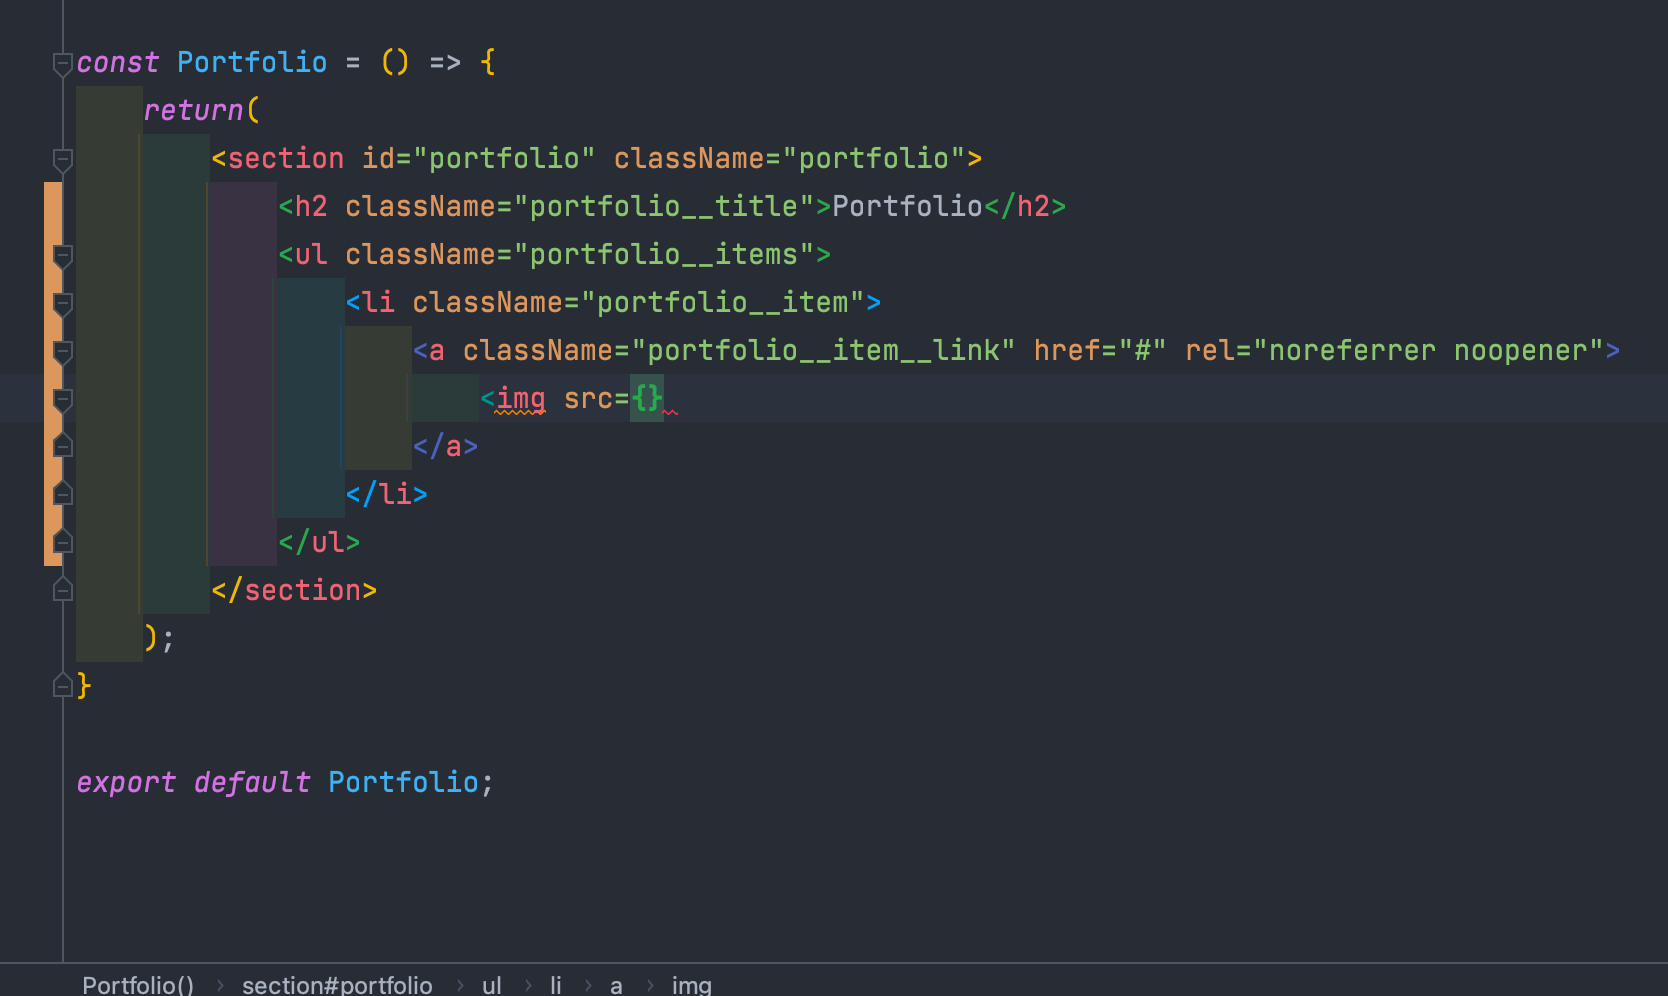 const Portfolio = () => {
return(
<section id="portfolio" className="portfolio">
<h2 className="portfolio__title">Portfolio</h2>
<ul className="portfolio__items">
<li className="portfolio__item">
<a className="portfolio__item__link" href="#" rel="noreferrer noopener">
<img src={}
</a>
</li>
</ul>
</section>
);
}
export default Portfolio;
Portfolio() › section#portfolio › ul › li › a › img